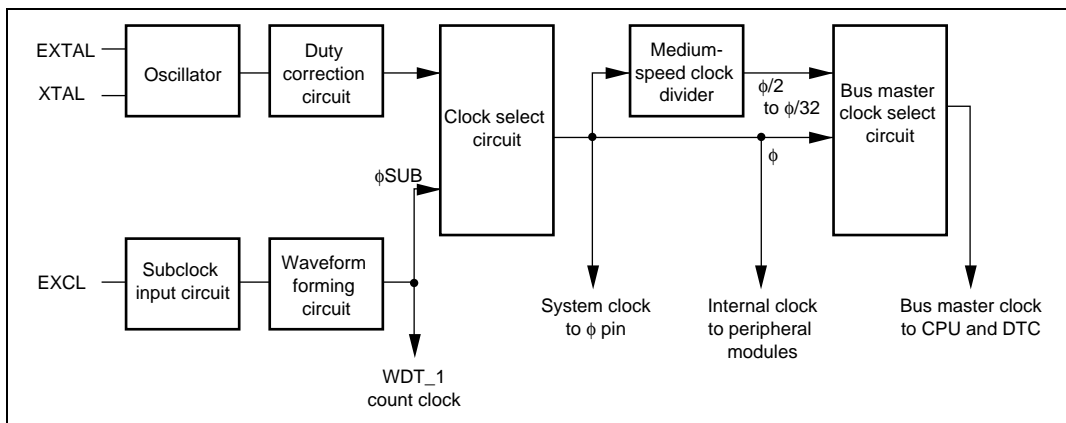 EXTAL
XTAL
Oscillator
Duty
correction
circuit
Clock select
circuit
Medium-
speed clock
divider
ϕ/2
to ϕ/32
Bus master
clock select
circuit
ϕ
ϕSUB
EXCL
Subclock
input circuit
Waveform
forming
circuit
WDT_1
count clock
System clock
to ϕ pin
Internal clock
to peripheral
modules
Bus master clock
to CPU and DTC